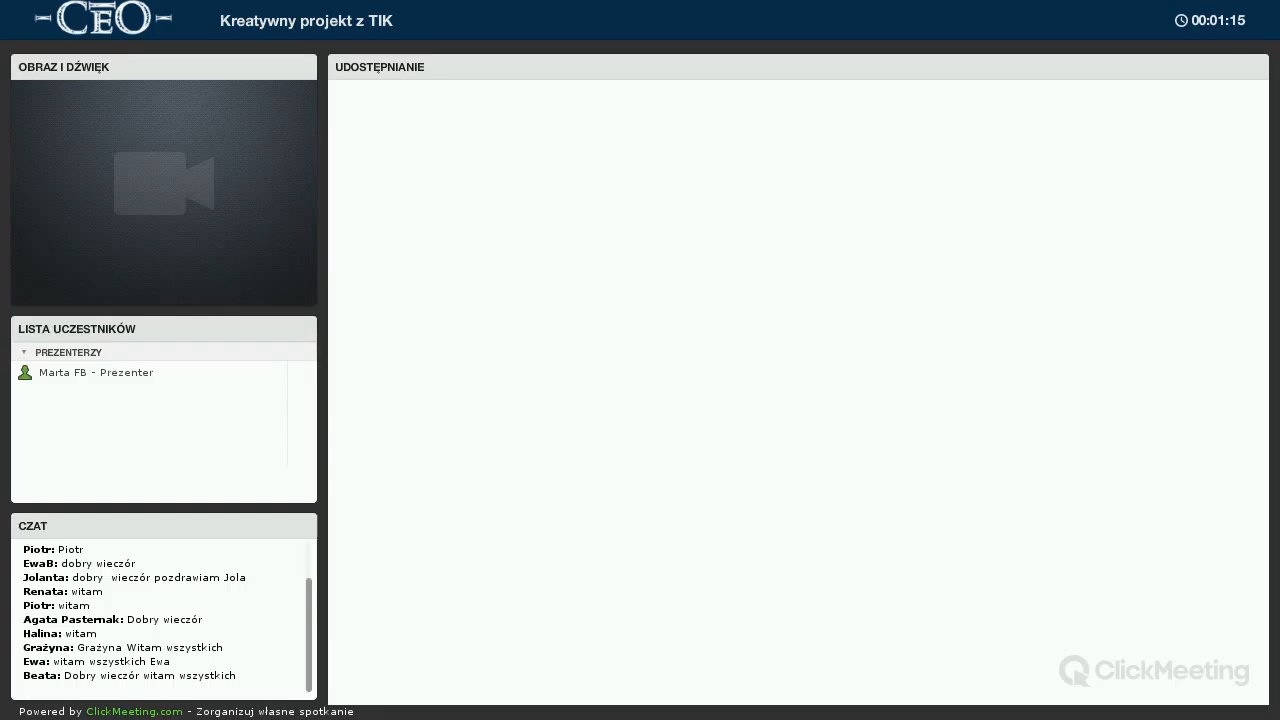 CEO
Kreatywny projekt z TIK
00:01:15
OBRAZ I DŹWIĘK
UDOSTĘPNIANIE
LISTA UCZESTNIKÓW
PREZENTERZY
Marta FB - Prezenter
CZAT
Piotr: Piotr
EwaB: dobry wieczór
Jolanta: dobry wieczór pozdrawiam Jola
Renata: witam
Piotr: witam
Agata Pasternak: Dobry wieczór
Halina: witam
Grażyna: Grażyna Witam wszystkich
Ewa: witam wszystkich Ewa
Beata: Dobry wieczór witam wszystkich
ClickMeeting
Powered by ClickMeeting.com - Zorganizuj własne spotkanie